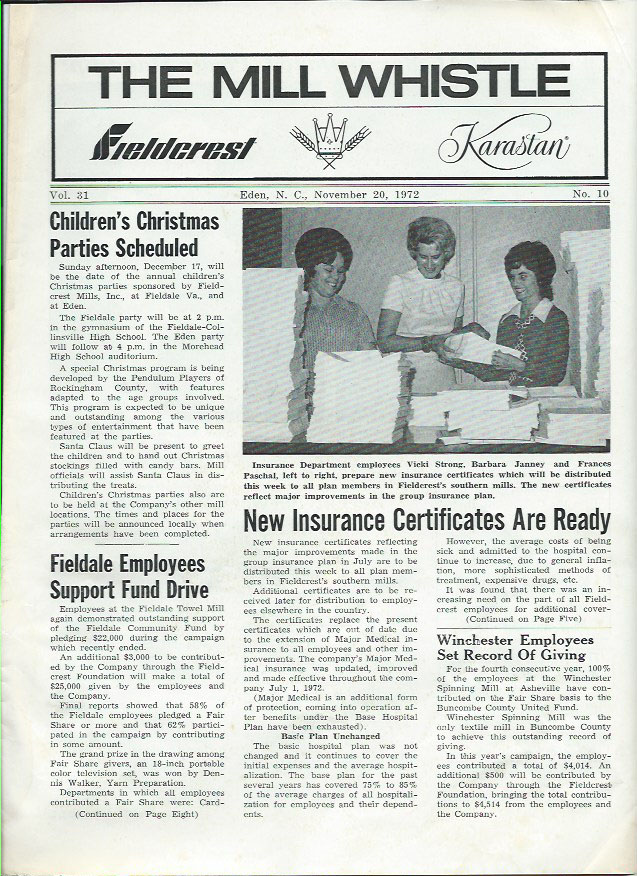 THE MILL WHISTLE
Fieldcrest
Karastan®
Vol. 31
Eden, N. C., November 20, 1972
No. 10
Children's Christmas
Parties Scheduled
Sunday afternoon, December 17, will
be the date of the annual children's
Christmas parties sponsored by Field-
crest Mills, Inc., at Fieldale Va., and
at Eden.
The Fieldale party will be at 2 p.m.
in the gymnasium of the Fieldale-Col-
linsville High School. The Eden party
will follow at 4 p.m. in the Morehead
High School auditorium.
A special Christmas program is being
developed by the Pendulum Players of
Rockingham County, with features
adapted to the age groups involved.
This program is expected to be unique
and outstanding among the various
types of entertainment that have been
featured at the parties.
Santa Claus will be present to greet
the children and to hand out Christmas
stockings filled with candy bars. Mill
officials will assist Santa Claus in dis-
tributing the treats.
Children's Christmas parties also are
to be held at the Company's other mill
locations. The times and places for the
parties will be announced locally when
arrangements have been completed.
Fieldale Employees
Support Fund Drive
Employees at the Fieldale Towel Mill
again demonstrated outstanding support
of the Fieldale Community Fund by
pledging $22,000 during the campaign
which recently ended.
An additional $3,000 to be contribut-
ed by the Company through the Field-
crest Foundation will make a total of
$25,000 given by the employees and
the Company.
Final reports showed that 58% of
the Fieldale employees pledged a Fair
Share or more and that 62% partici-
pated in the campaign by contributing
in some amount.
The grand prize in the drawing among
Fair Share givers, an 18-inch portable
color television set, was won by Den-
nis Walker, Yarn Preparation.
Departments in which all employees
contributed a Fair Share were: Card-
(Continued on Page Eight)
Insurance Department employees Vicki Strong, Barbara Janney and Frances
Paschal, left to right, prepare new insurance certificates which will be distributed
this week to all plan members in Fieldcrest's southern mills. The new certificates
reflect major improvements in the group insurance plan.
New Insurance Certificates Are Ready
New insurance certificates reflecting
the major improvements made in the
group insurance plan in July are to be
distributed this week to all plan mem-
bers in Fieldcrest's southern mills.
Additional certificates are to be re-
ceived later for distribution to employ-
ees elsewhere in the country.
The certificates replace the present
certificates which are out of date due
to the extension of Major Medical in-
surance to all employees and other im-
provements. The company's Major Med-
ical insurance was updated, improved
and made effective throughout the com-
pany July 1, 1972.
(Major Medical is an additional form
of protection, coming into operation af-
ter benefits under the Base Hospital
Plan have been exhausted).
Basic Plan Unchanged
The basic hospital plan was not
changed and it continues to cover the
initial expenses and the average hospit-
alization. The base plan for the past
several years has covered 75% to 85%
of the average charges of all hospitali-
zation for employees and their depend-
ents.
However, the average costs of being
sick and admitted to the hospital con-
tinue to increase, due to general infla-
tion, more sophisticated methods of
treatment, expensive drugs, etc.
It was found that there was an in-
creasing need on the part of all Field-
crest employees for additional cover-
(Continued on Page Five)
Winchester Employees
Set Record Of Giving
For the fourth consecutive year, 100%
of the employees at the Winchester
Spinning Mill at Asheville have con-
tributed on the Fair Share basis to the
Buncombe County United Fund.
Winchester Spinning Mill was the
only textile mill in Buncombe County
to achieve this outstanding record of
giving.
In this year's campaign, the employ-
ees contributed a total of $4,014. An
additional $500 will be contributed by
the Company through the Fieldcrest
Foundation, bringing the total contribu-
tions to $4,514 from the employees and
the Company.